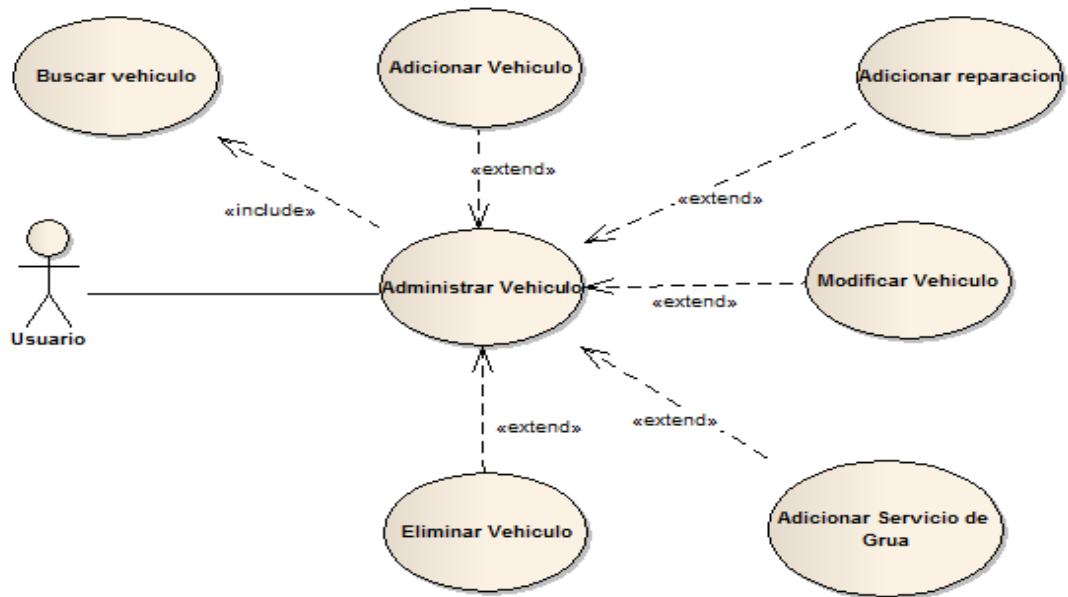 Buscar vehiculo
Adicionar Vehiculo
Adicionar reparacion
«extend»
«extend»
«include»
Usuario
Administrar Vehiculo
Modificar Vehiculo
«extend»
«extend»
«extend»
Eliminar Vehiculo
Adicionar Servicio de
Grua